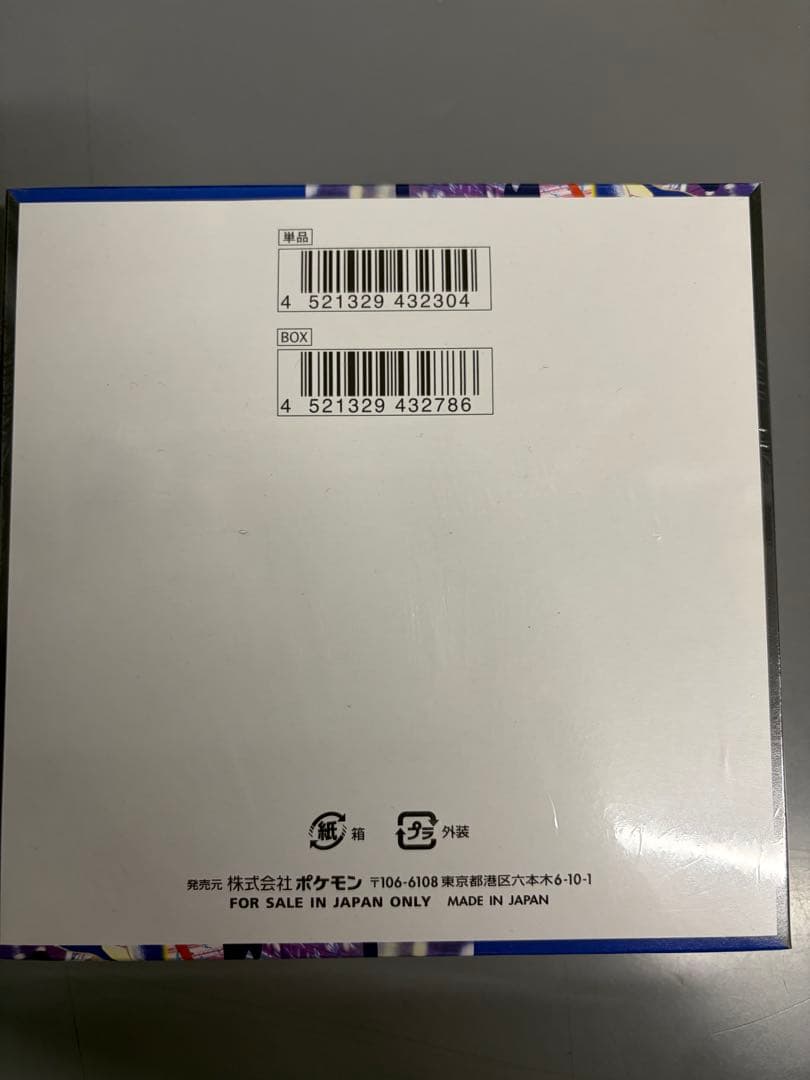 単品
4 521329 432304
BOX
4 521329 432786
紙 箱 プラ 外装
発売元 株式会社 ポケモン 〒106-6108 東京都港区六本木6-10-1
FOR SALE IN JAPAN ONLY MADE IN JAPAN